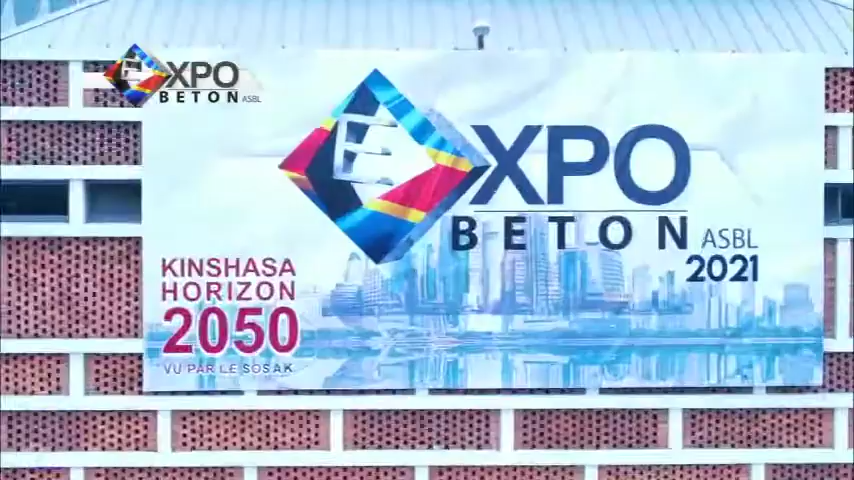 EXPO
BETON ASBL
EXPO
BETON ASBL
2021
KINSHASA
HORIZON
2050
VU PAR LE SOSAK